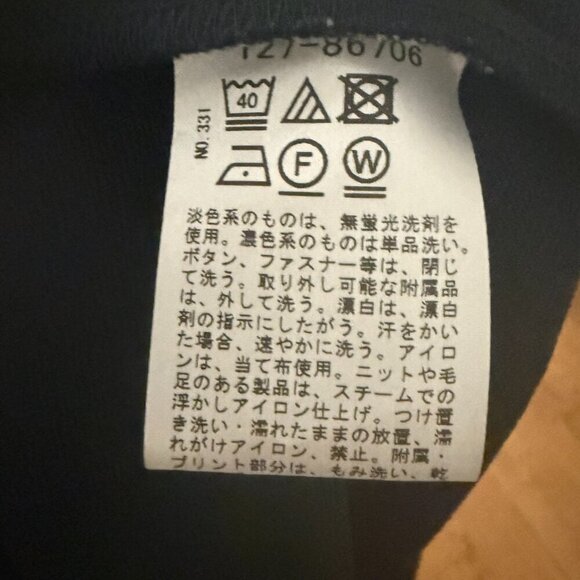 127-86706
40
NO.331
F
W
淡色系のものは、無蛍光洗剤を
使用。濃色系のものは単品洗い。
ボタン、ファスナー等は、閉じ
て洗う。取り外し可能な附属品
は、外して洗う。漂白は、漂白
剤の指示にしたがう。汗をかい
た場合、速やかに洗う。アイロ
ンは、当て布使用。ニットや毛
足のある製品は、スチームでの
浮かしアイロン仕上げ。つけ置
き洗い・濡れたままの放置、濡
れがけアイロン、禁止。附属・
プリント部分は、もみ洗い、乾